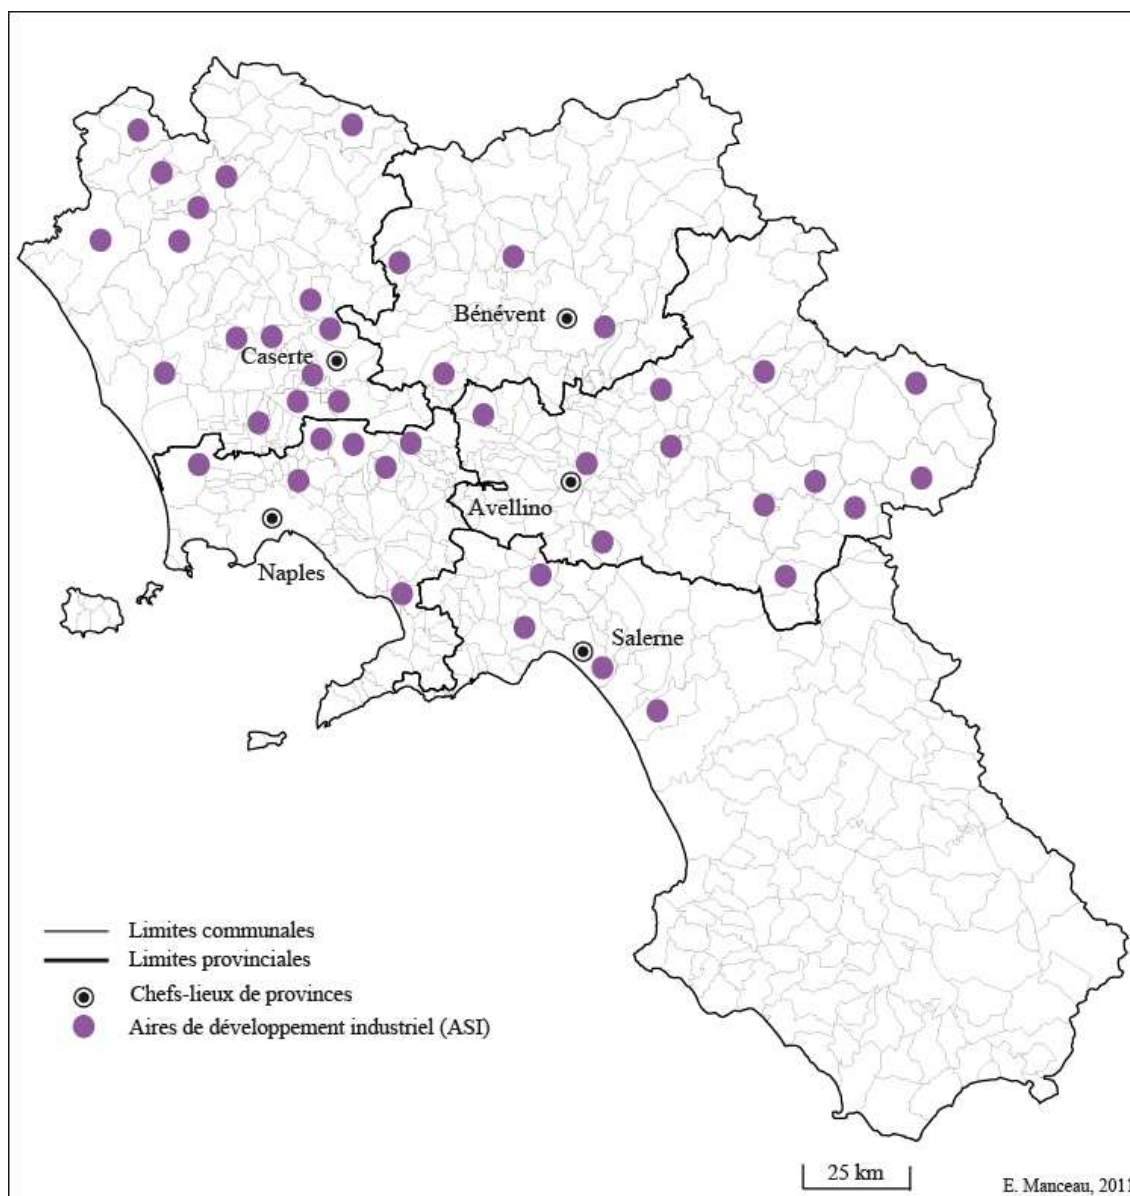 Bénévent
Caserte
Avellino
Naples
Salerne
Limites communales
Limites provinciales
Chefs-lieux de provinces
Aires de développement industriel (ASI)
25 km
E. Manceau, 2011